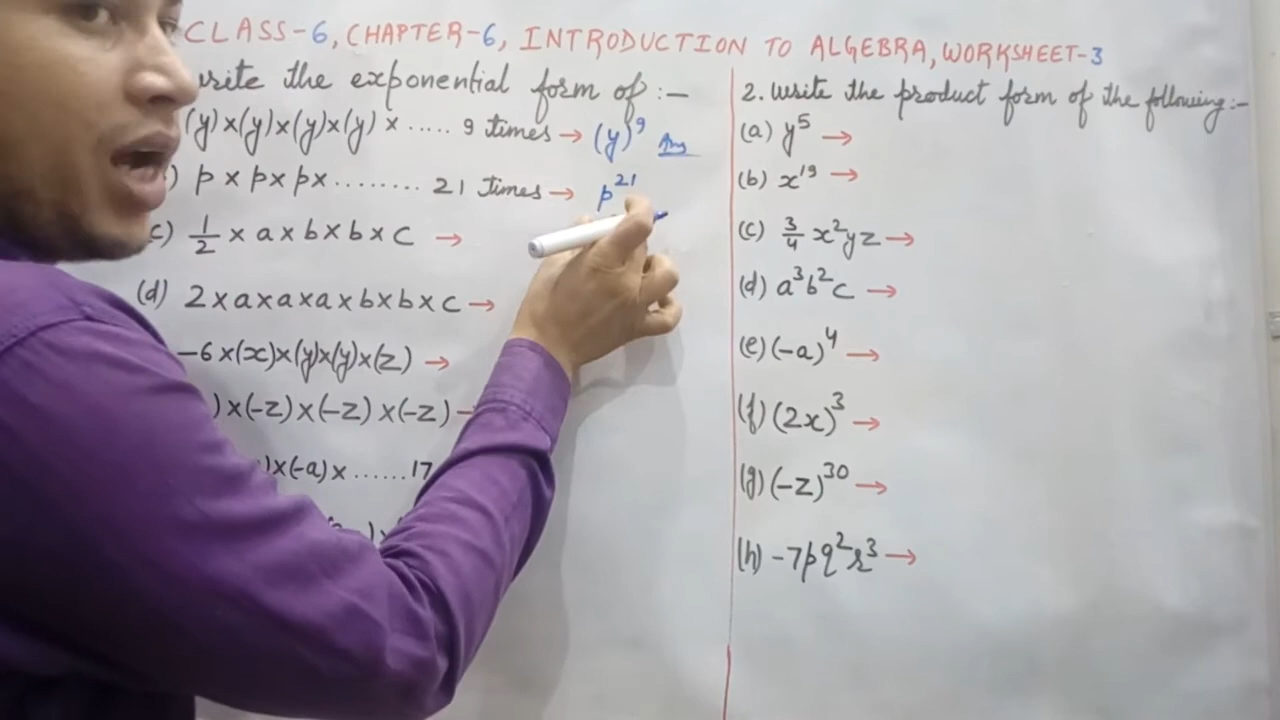 CLASS-6, CHAPTER-6, INTRODUCTION TO ALGEBRA, WORKSHEET-3
write the exponential form of :-
(y)×(y)×(y)×(y)× ..... 9 times → (y)⁹ Ans
) p × p × p× ........ 21 times → p²¹
c) 1/2 × a × b × b × c →
(d) 2 × a × a × a × b × b × c →
-6 ×(x)×(y)×(y)×(z) →
)×(-z)×(-z)×(-z) →
)×(-a)× ......17
2. Write the product form of the following:-
(a) y⁵ →
(b) x¹⁹ →
(c) 3/4 x²yz →
(d) a³b²c →
(e) (-a)⁴ →
(f) (2x)³ →
(g) (-z)³⁰ →
(h) -7pq²r³ →